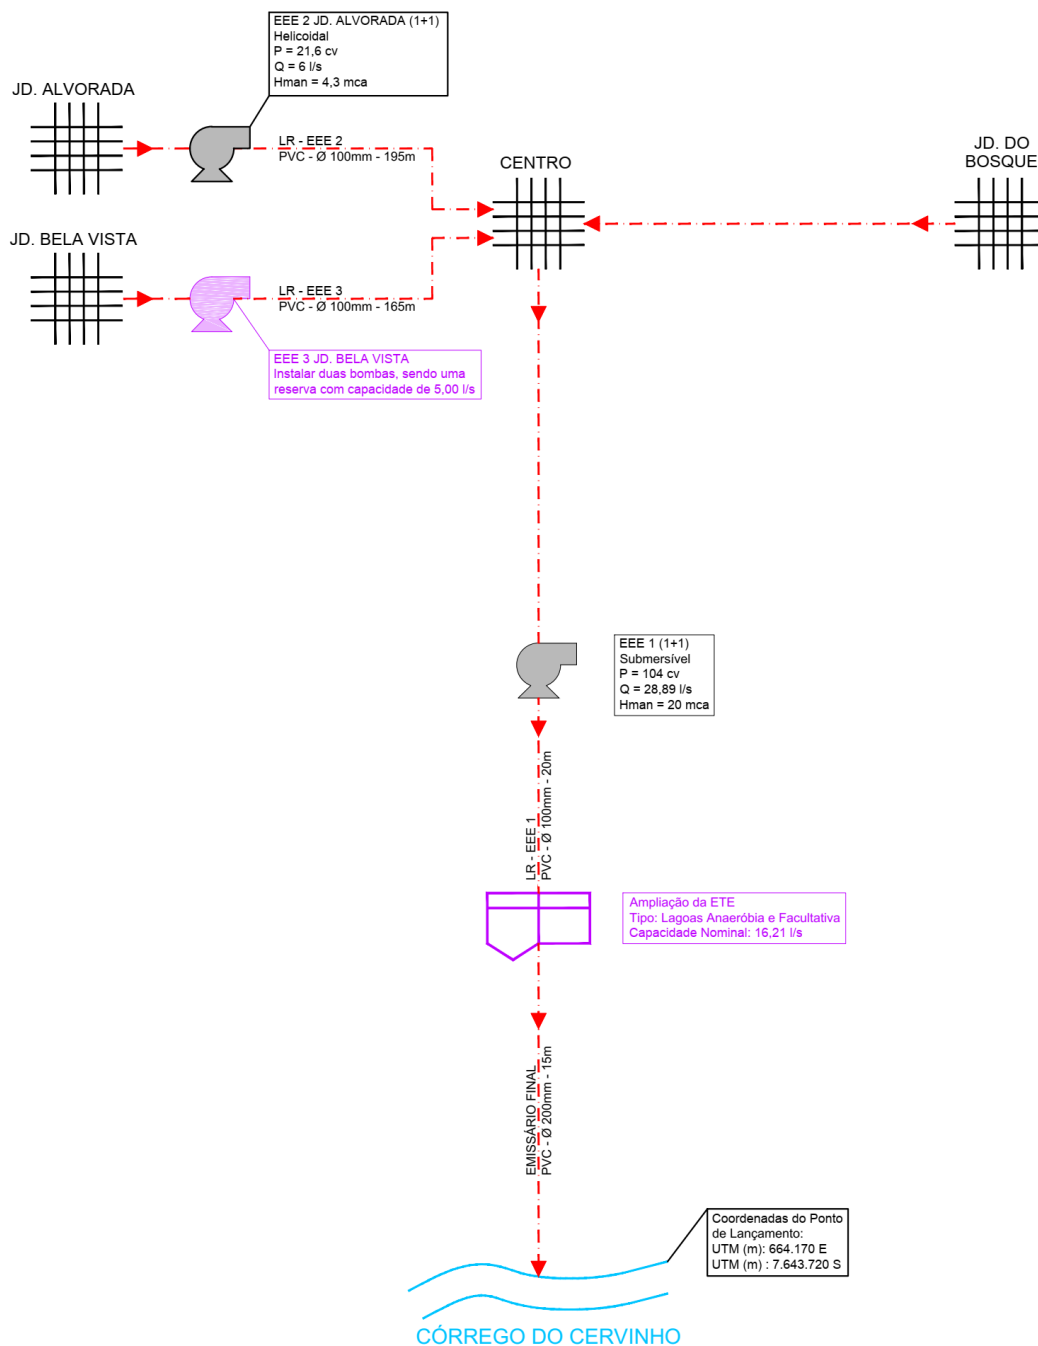 EEE 2 JD. ALVORADA (1+1)
Helicoidal
P = 21,6 cv
Q = 6 l/s
Hman = 4,3 mca
JD. ALVORADA
LR - EEE 2
PVC - Ø 100mm - 195m
CENTRO
JD. DO
BOSQUE
JD. BELA VISTA
LR - EEE 3
PVC - Ø 100mm - 165m
EEE 3 JD. BELA VISTA
Instalar duas bombas, sendo uma
reserva com capacidade de 5,00 l/s
EEE 1 (1+1)
Submersível
P = 104 cv
Q = 28,89 l/s
Hman = 20 mca
LR - EEE 1
PVC - Ø 100mm - 20m
Ampliação da ETE
Tipo: Lagoas Anaeróbia e Facultativa
Capacidade Nominal: 16,21 l/s
EMISSÁRIO FINAL
PVC - Ø 200mm - 15m
Coordenadas do Ponto
de Lançamento:
UTM (m): 664.170 E
UTM (m) : 7.643.720 S
CÓRREGO DO CERVINHO